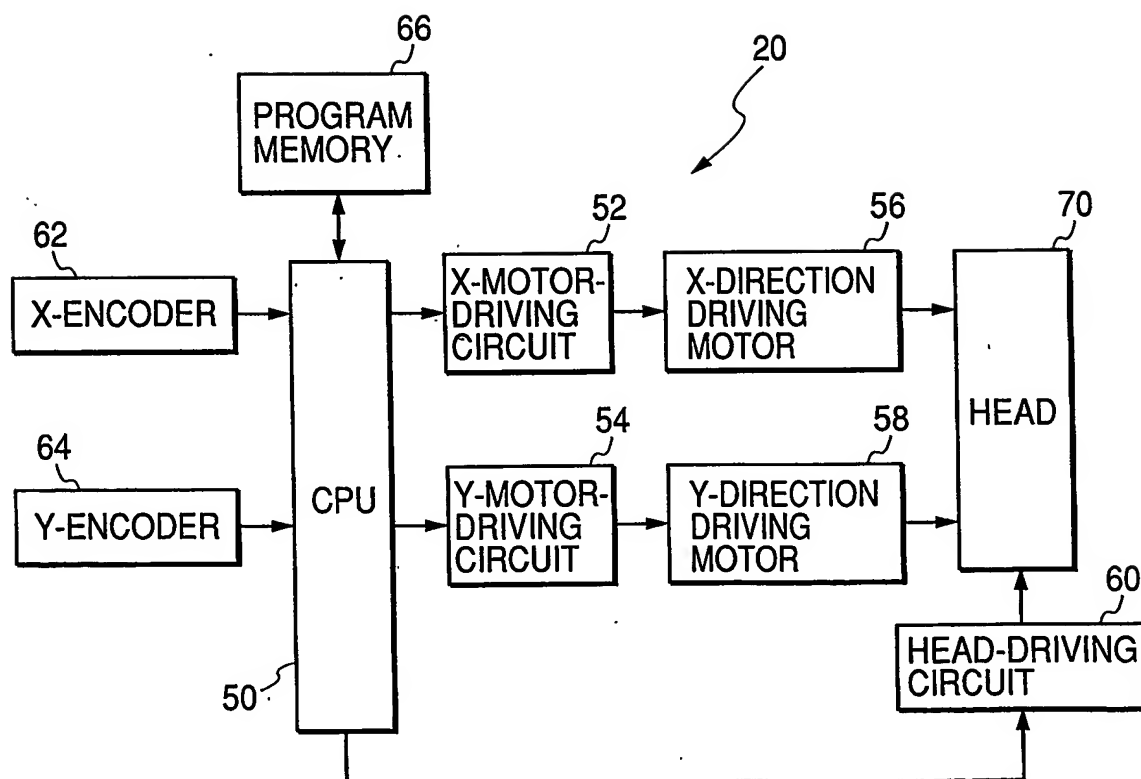 66
20
PROGRAM
MEMORY
62
52
56
70
X-ENCODER
X-MOTOR-
DRIVING
CIRCUIT
X-DIRECTION
DRIVING
MOTOR
HEAD
64
54
58
Y-ENCODER
CPU
Y-MOTOR-
DRIVING
CIRCUIT
Y-DIRECTION
DRIVING
MOTOR
60
50
HEAD-DRIVING
CIRCUIT